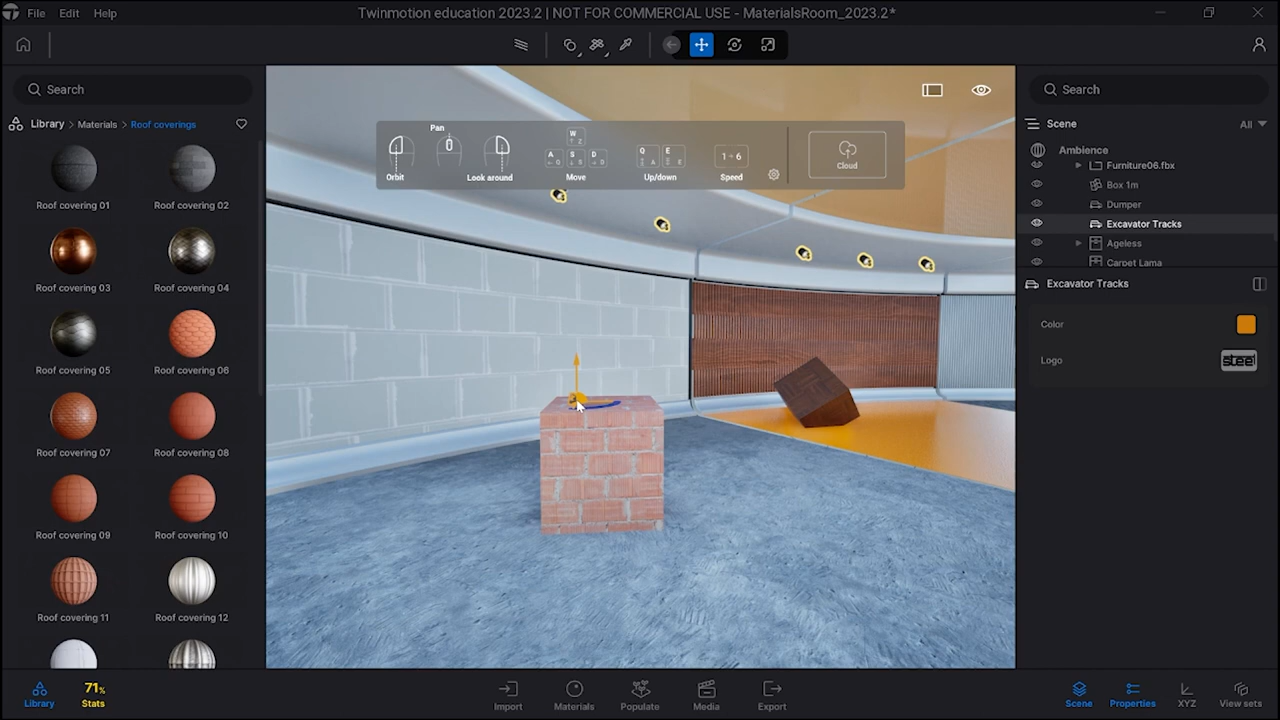 File Edit Help
Twinmotion education 2023.2 | NOT FOR COMMERCIAL USE - MaterialsRoom_2023.2*
Search
Library > Materials > Roof coverings
Roof covering 01
Roof covering 02
Roof covering 03
Roof covering 04
Roof covering 05
Roof covering 06
Roof covering 07
Roof covering 08
Roof covering 09
Roof covering 10
Roof covering 11
Roof covering 12
Pan
Orbit
Look around
W
Z
A
S
D
Q
Move
Q
E
A
E
Up/down
1 ÷ 6
Speed
Cloud
Search
Scene
All
Ambience
Furniture06.fbx
Box 1m
Dumper
Excavator Tracks
Ageless
Carpet Lama
Excavator Tracks
Color
Logo
steel
Library
71%
Stats
Import
Materials
Populate
Media
Export
Scene
Properties
XYZ
View sets